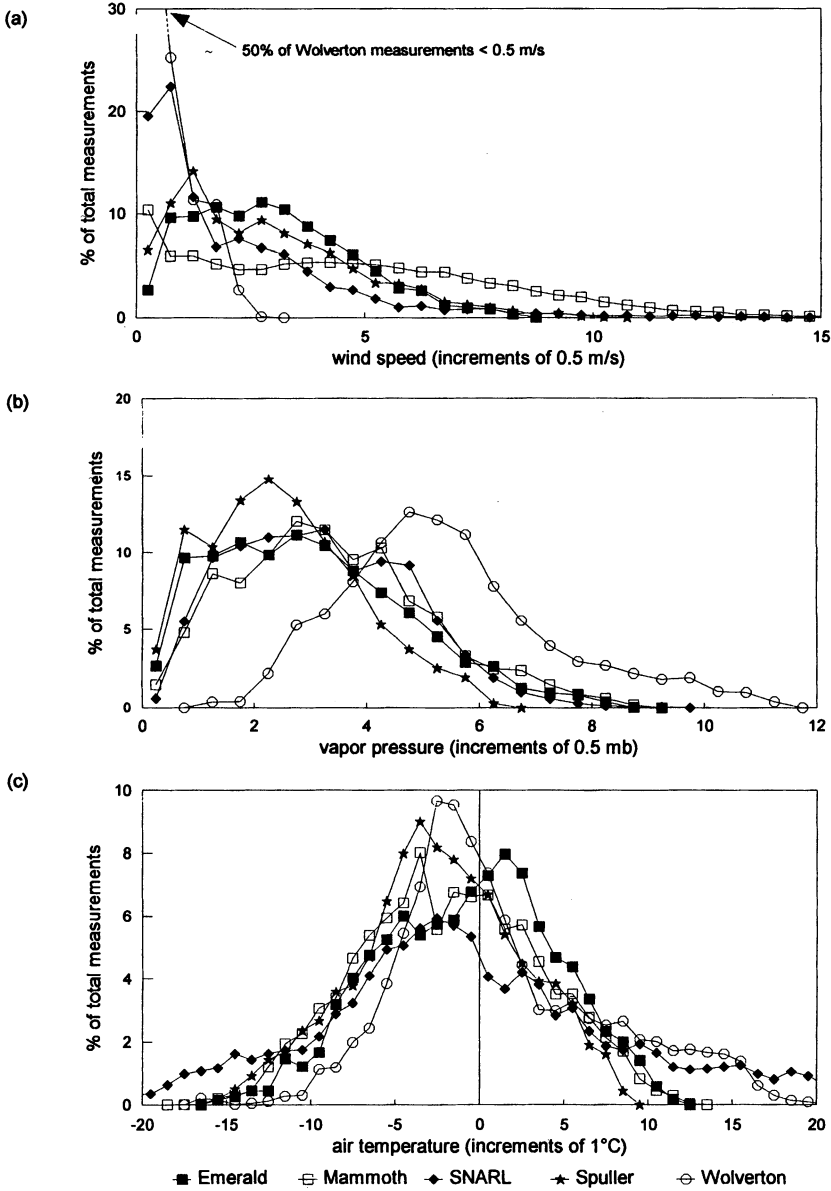 (a)
30
20
10
0
% of total measurements
~ 50% of Wolverton measurements < 0.5 m/s
0 5 10 15
wind speed (increments of 0.5 m/s)
(b)
20
15
10
5
0
% of total measurements
0 2 4 6 8 10 12
vapor pressure (increments of 0.5 mb)
(c)
10
8
6
4
2
0
% of total measurements
-20 -15 -10 -5 0 5 10 15 20
air temperature (increments of 1°C)
Emerald Mammoth SNARL Spuller Wolverton